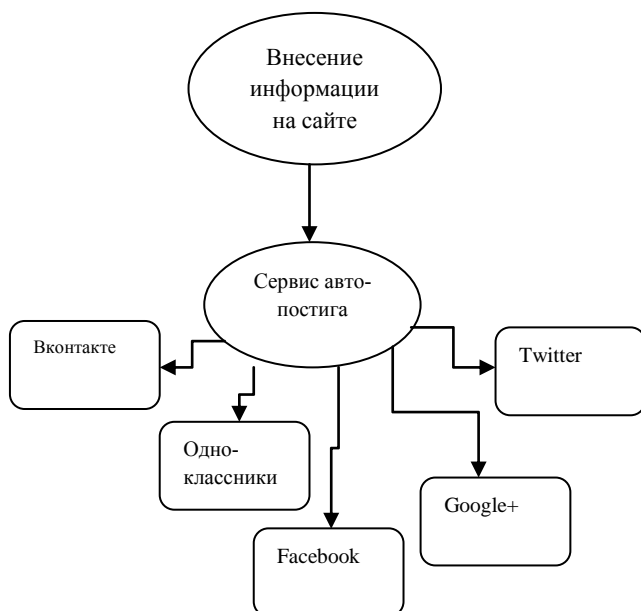 Внесение
информации
на сайте
Сервис авто-
постига
Вконтакте
Twitter
Одно-
классники
Google+
Facebook